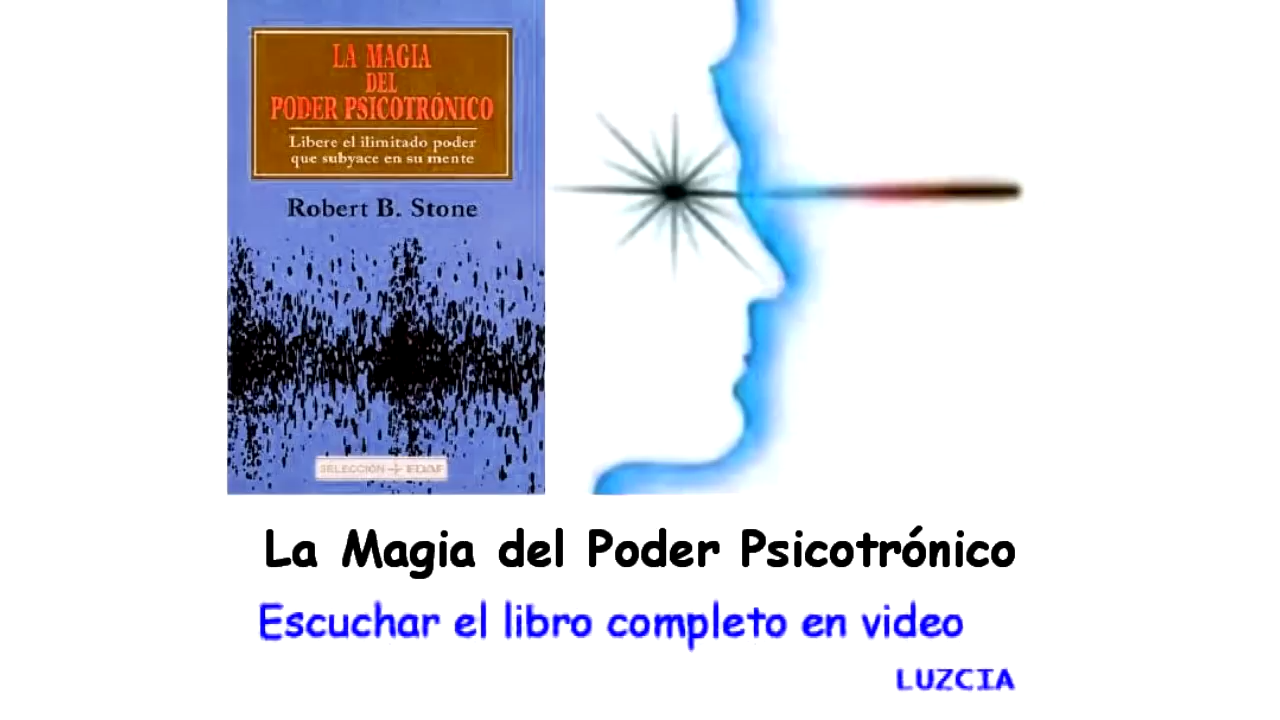 LA MAGIA
DEL
PODER PSICOTRÓNICO
Libere el ilimitado poder
que subyace en su mente
Robert B. Stone
SELECCIÓN EDAF
La Magia del Poder Psicotrónico
Escuchar el libro completo en video
LUZCIA